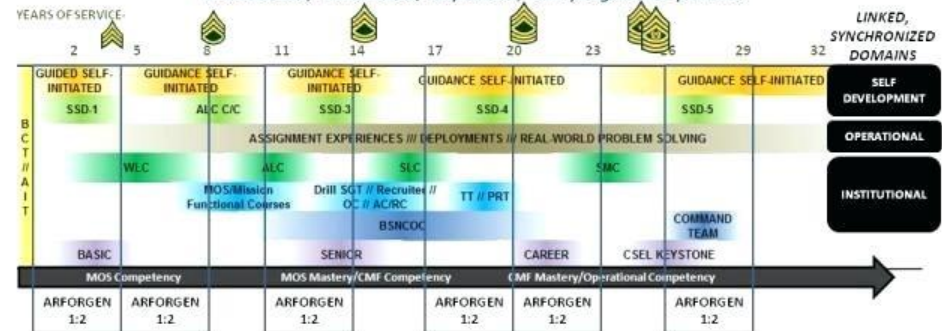 YEARS OF SERVICE
2 5 8 11 14 17 20 23 26 29 32
LINKED,
SYNCHRONIZED
DOMAINS
GUIDED SELF-
INITIATED
GUIDANCE SELF-
INITIATED
GUIDANCE SELF-
INITIATED
GUIDANCE SELF-INITIATED
GUIDANCE SELF-INITIATED
SELF
DEVELOPMENT
SSD-1
ALC C/C
SSD-3
SSD-4
SSD-5
BCT // AIT
ASSIGNMENT EXPERIENCES /// DEPLOYMENTS /// REAL-WORLD PROBLEM SOLVING
OPERATIONAL
WLC
ALC
SLC
SMC
INSTITUTIONAL
MOS/Mission
Functional Courses
Drill SGT // Recruiter //
OC // AC/RC
TT // PRT
BSNCOC
COMMAND
TEAM
BASIC
SENIOR
CAREER
CSEL KEYSTONE
MOS Competency
MOS Mastery/CMF Competency
CMF Mastery/Operational Competency
ARFORGEN
1:2
ARFORGEN
1:2
ARFORGEN
1:2
ARFORGEN
1:2
ARFORGEN
1:2
ARFORGEN
1:2